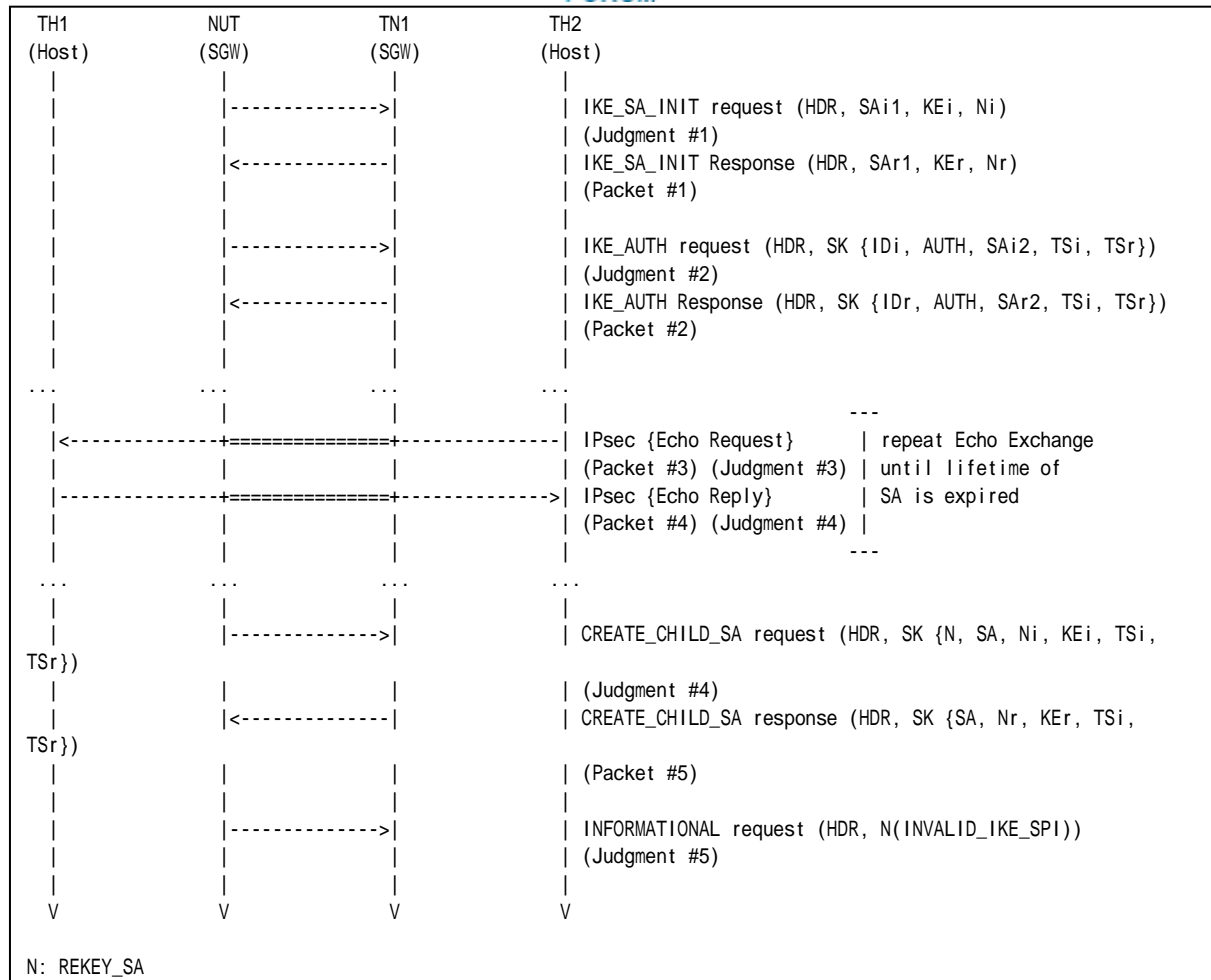 TH1 NUT TN1 TH2
(Host) (SGW) (SGW) (Host)
| | | |
| |-------------->| | IKE_SA_INIT request (HDR, SAi1, KEi, Ni)
| | | | (Judgment #1)
| |<--------------| | IKE_SA_INIT Response (HDR, SAr1, KEr, Nr)
| | | | (Packet #1)
| | | |
| |-------------->| | IKE_AUTH request (HDR, SK {IDi, AUTH, SAi2, TSi, TSr})
| | | | (Judgment #2)
| |<--------------| | IKE_AUTH Response (HDR, SK {IDr, AUTH, SAr2, TSi, TSr})
| | | | (Packet #2)
| | | |
... ... ... ...
| | | | ---
|<--------------+===============+---------------| IPsec {Echo Request} | repeat Echo Exchange
| | | | (Packet #3) (Judgment #3) | until lifetime of
|---------------+===============+-------------->| IPsec {Echo Reply} | SA is expired
| | | | (Packet #4) (Judgment #4) |
| | | | ---
... ... ... ...
| | | |
| |-------------->| | CREATE_CHILD_SA request (HDR, SK {N, SA, Ni, KEi, TSi,
TSr})
| | | | (Judgment #4)
| |<--------------| | CREATE_CHILD_SA response (HDR, SK {SA, Nr, KEr, TSi,
TSr})
| | | | (Packet #5)
| | | |
| |-------------->| | INFORMATIONAL request (HDR, N(INVALID_IKE_SPI))
| | | | (Judgment #5)
| | | |
V V V V
N: REKEY_SA